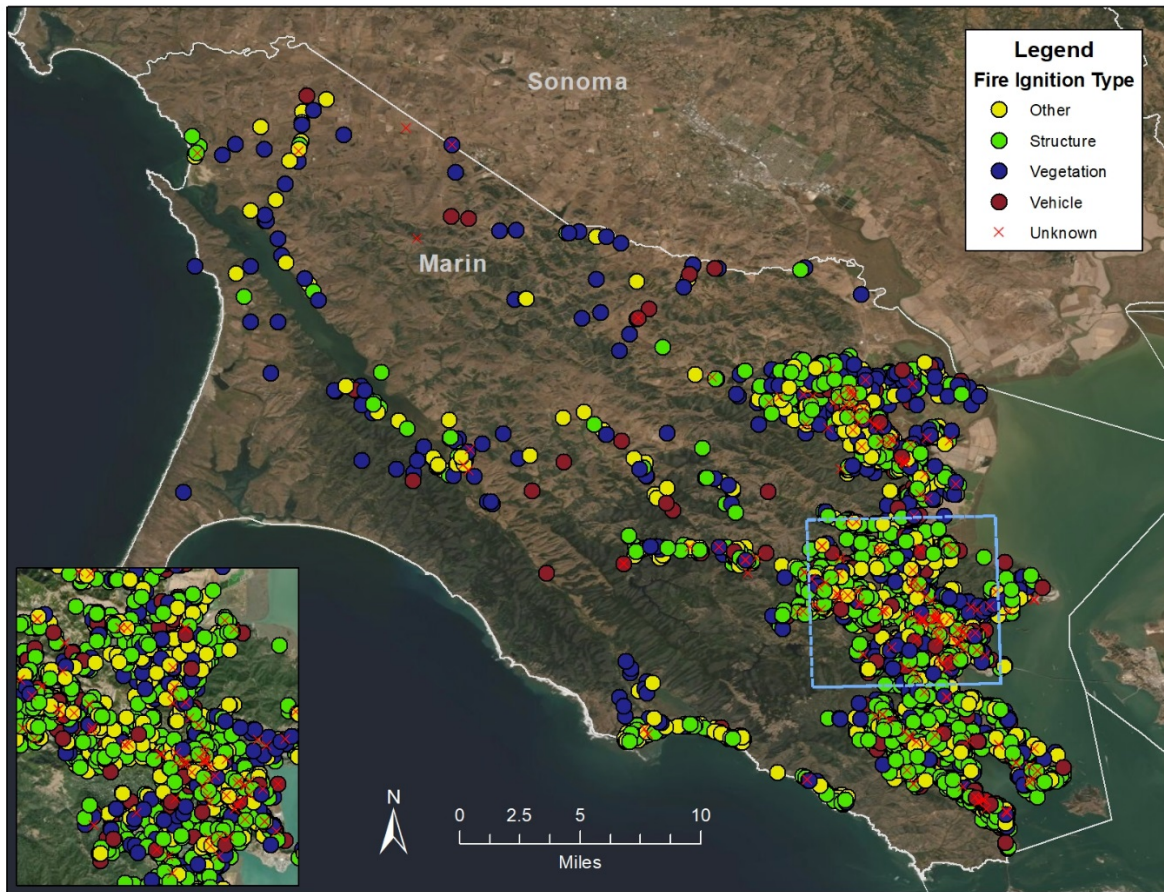 Legend
Fire Ignition Type
Other
Structure
Vegetation
Vehicle
Unknown
Sonoma
Marin
N
0 2.5 5 10
Miles